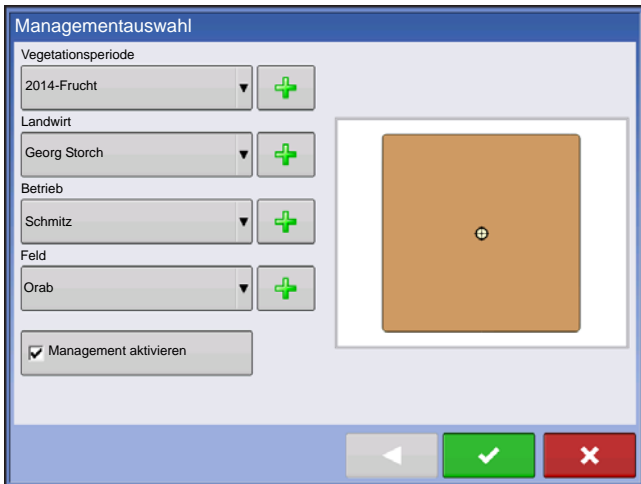 Managementauswahl
Vegetationsperiode
2014-Frucht
Landwirt
Georg Storch
Betrieb
Schmitz
Feld
Orab
Management aktivieren